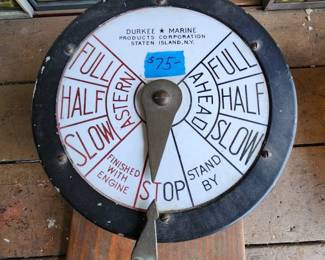 DURKEE ★ MARINE
PRODUCTS CORPORATION
STATEN ISLAND, N.Y.
$75-
FULL
HALF
SLOW
ASTERN
FINISHED
WITH
ENGINE
STOP
STAND
BY
AHEAD
SLOW
HALF
FULL